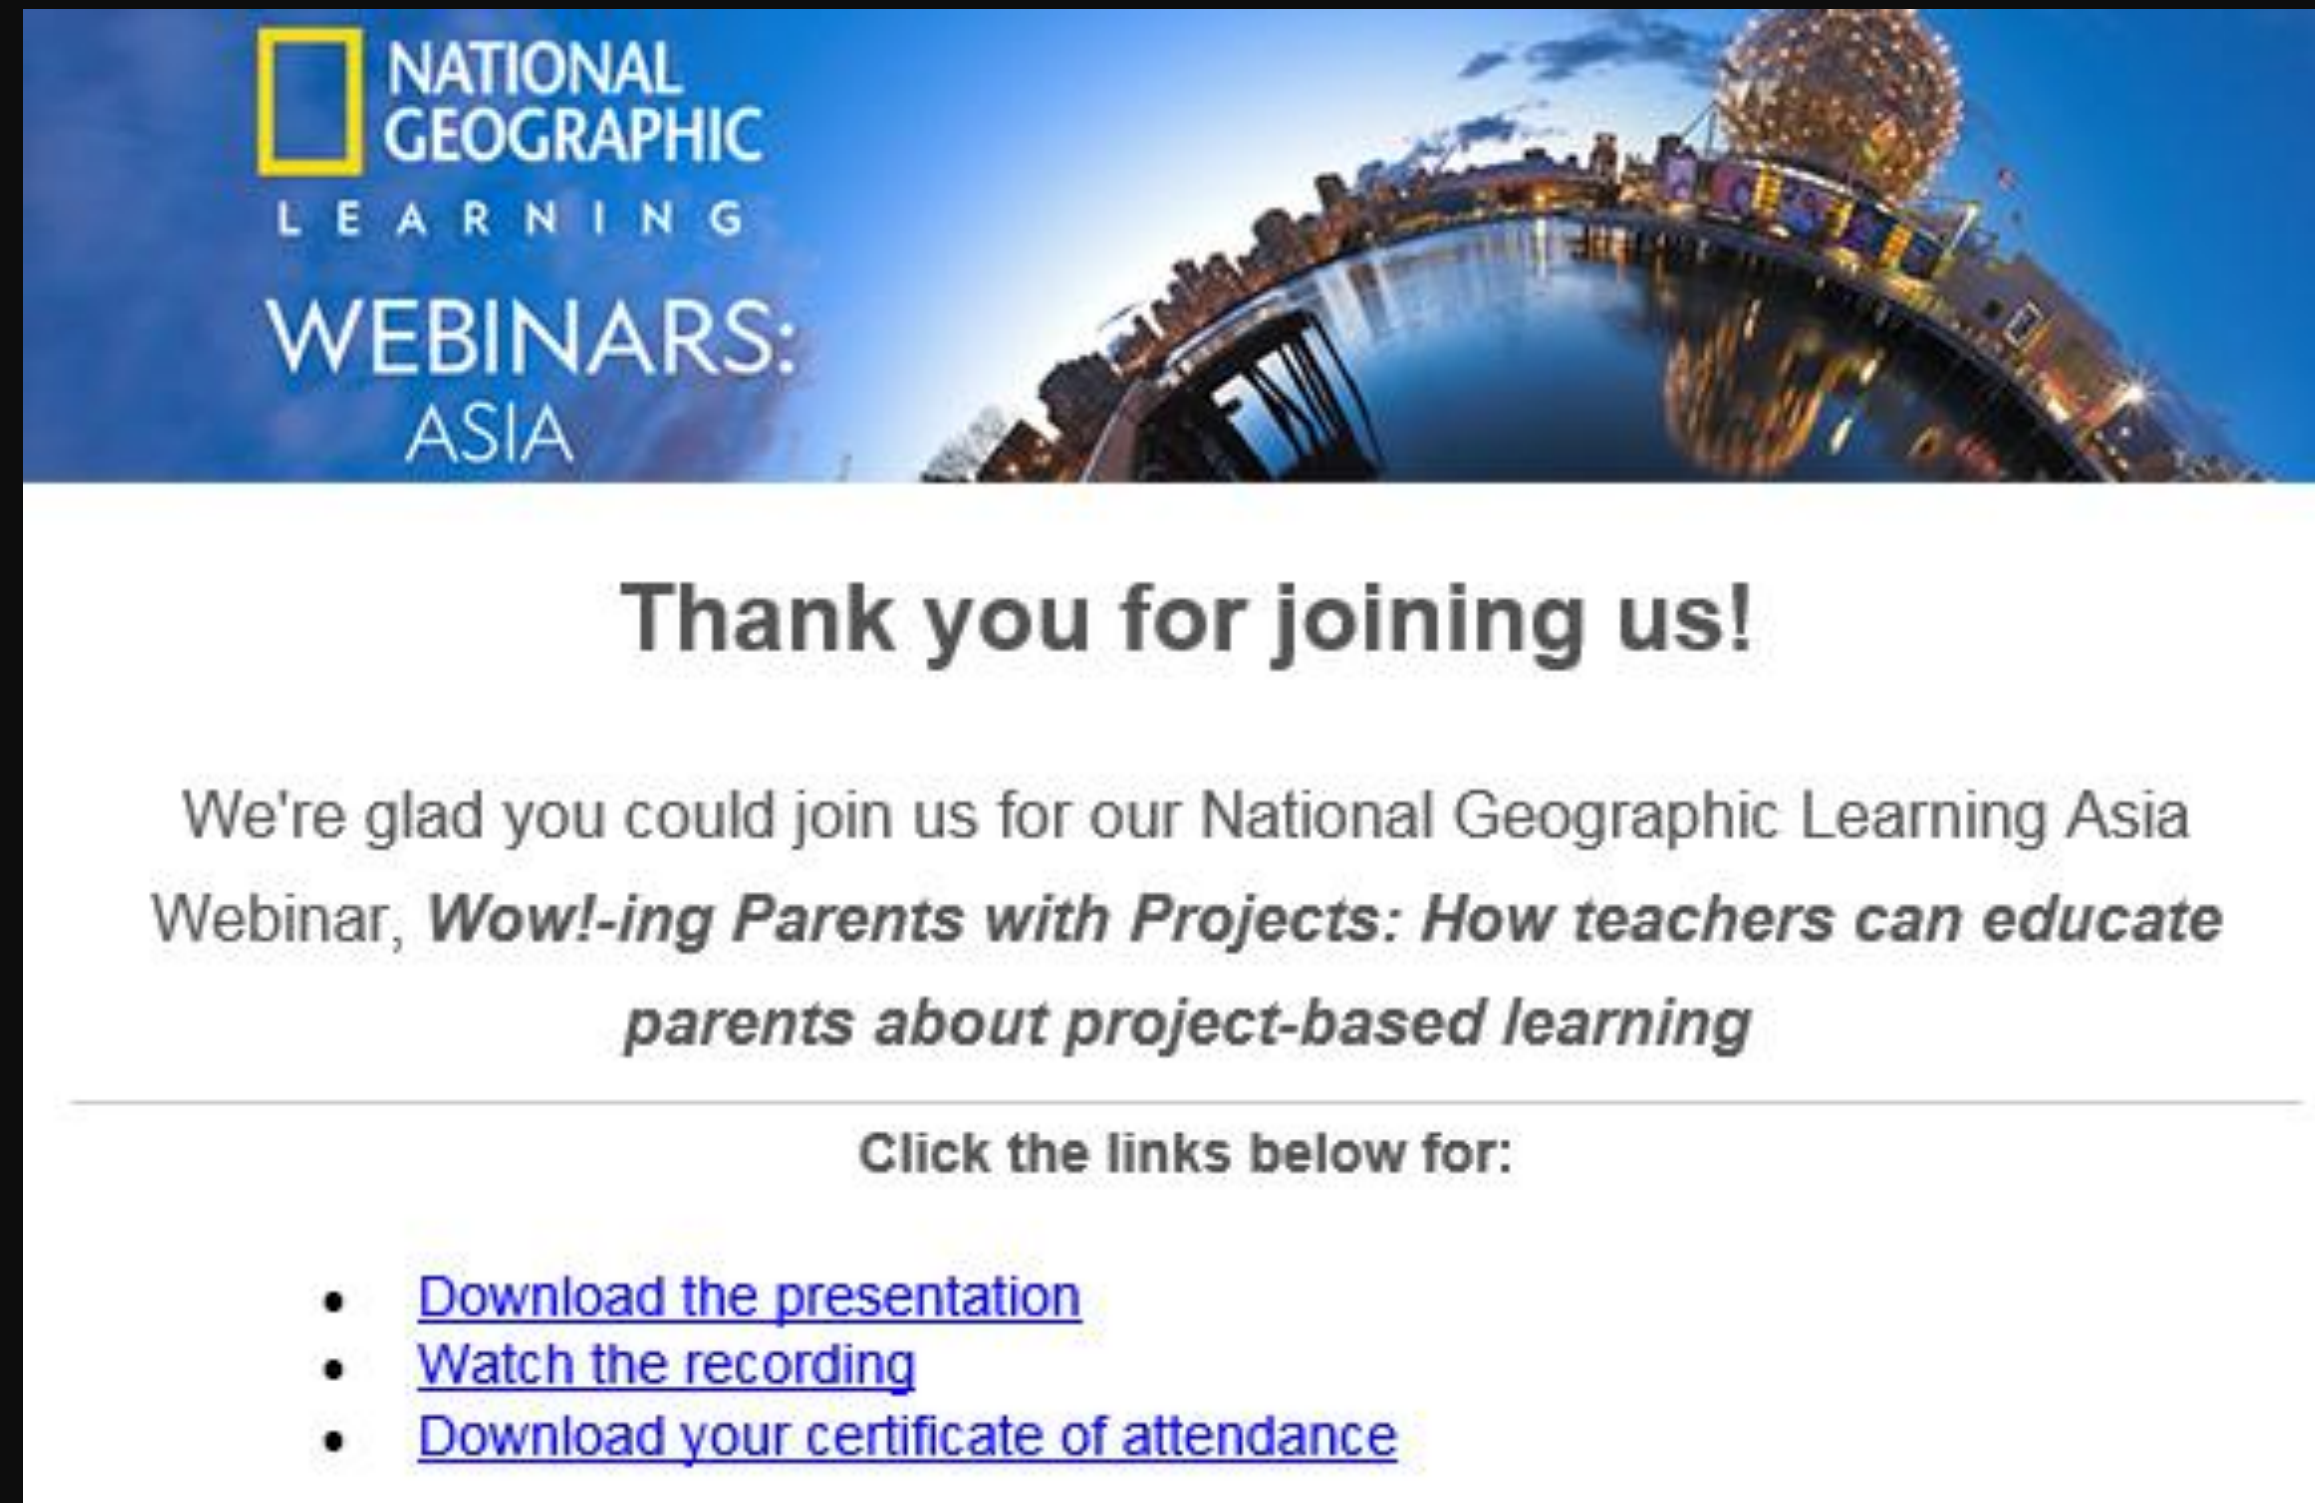 NATIONAL
GEOGRAPHIC
LEARNING
WEBINARS:
ASIA
Thank you for joining us!
We're glad you could join us for our National Geographic Learning Asia
Webinar, Wow!-ing Parents with Projects: How teachers can educate
parents about project-based learning
Click the links below for:
• Download the presentation
• Watch the recording
• Download your certificate of attendance